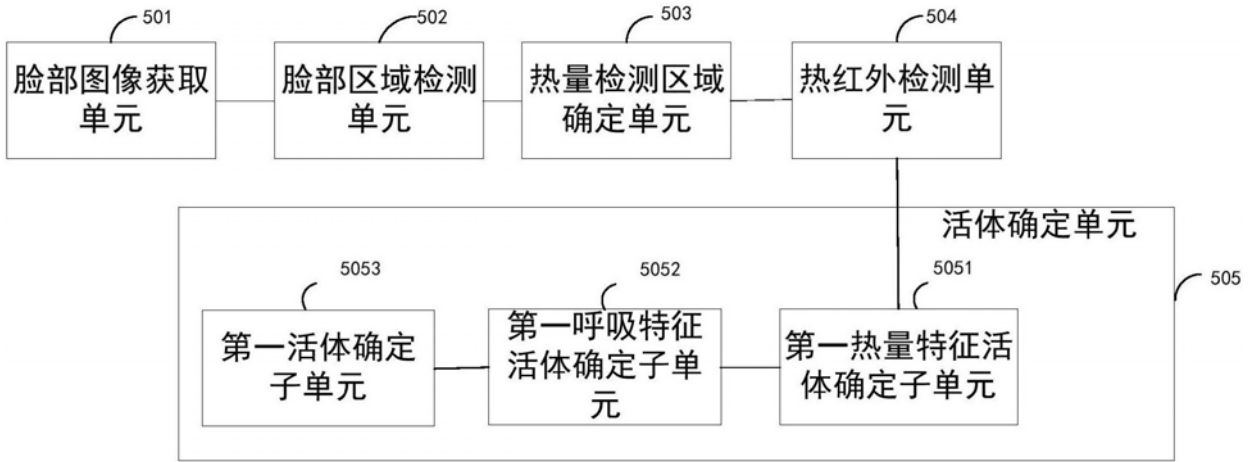 501
502
503
504
脸部图像获取
单元
脸部区域检测
单元
热量检测区域
确定单元
热红外检测单
元
活体确定单元
505
5053
5052
5051
第一活体确定
子单元
第一呼吸特征
活体确定子单
元
第一热量特征活
体确定子单元